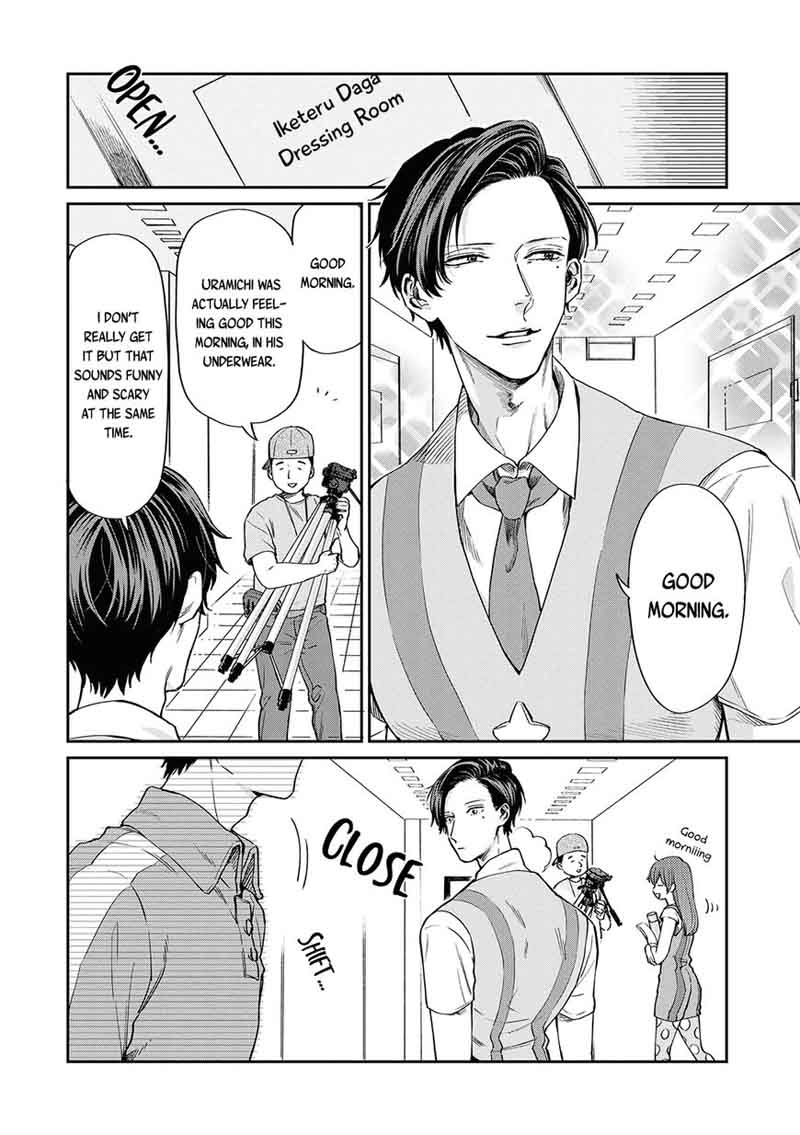 OPEN...
Iketeru Daga
Dressing Room
GOOD
MORNING.
GOOD
MORNING.
URAMICHI WAS
ACTUALLY FEEL-
ING GOOD THIS
MORNING, IN HIS
UNDERWEAR.
I DON'T
REALLY GET
IT BUT THAT
SOUNDS FUNNY
AND SCARY
AT THE SAME
TIME.
Good
morniiing
CLOSE
SHIFT...